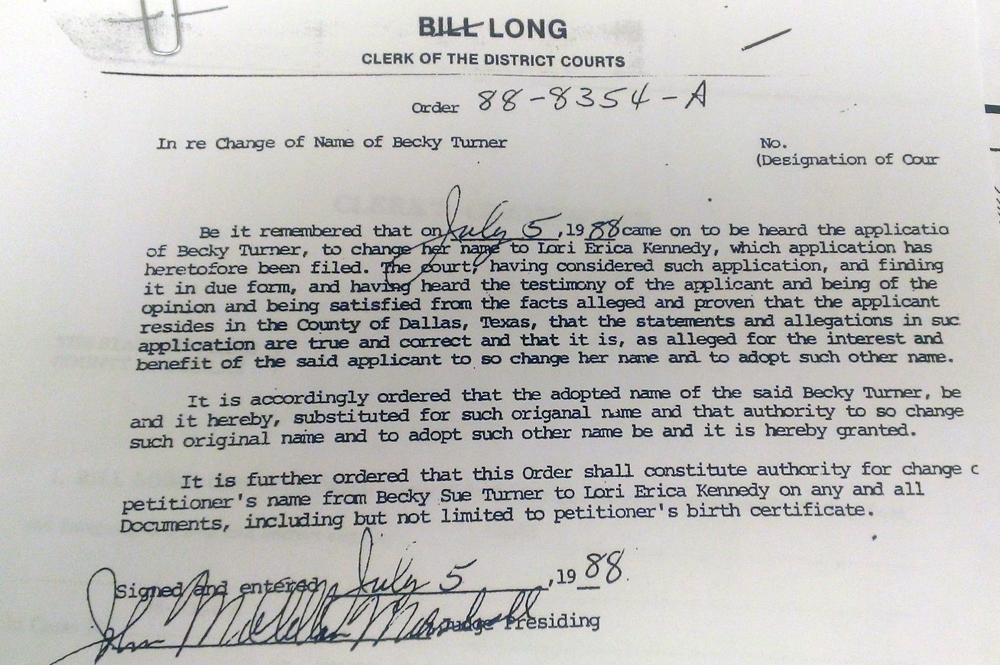 BILL LONG
CLERK OF THE DISTRICT COURTS
Order 88-8354-A
In re Change of Name of Becky Turner
No.
(Designation of Cour
Be it remembered that on July 5, 19 88 came on to be heard the applicatio
of Becky Turner, to change her name to Lori Erica Kennedy, which application has
heretofore been filed. The court, having considered such application, and finding
it in due form, and having heard the testimony of the applicant and being of the
opinion and being satisfied from the facts alleged and proven that the applicant
resides in the County of Dallas, Texas, that the statements and allegations in suc
application are true and correct and that it is, as alleged for the interest and
benefit of the said applicant to so change her name and to adopt such other name.
It is accordingly ordered that the adopted name of the said Becky Turner, be
and it hereby, substituted for such origanal name and that authority to so change
such original name and to adopt such other name be and it is hereby granted.
It is further ordered that this Order shall constitute authority for change o
petitioner's name from Becky Sue Turner to Lori Erica Kennedy on any and all
Documents, including but not limited to petitioner's birth certificate.
Signed and entered July 5, 19 88.
John Marshall
Judge Presiding